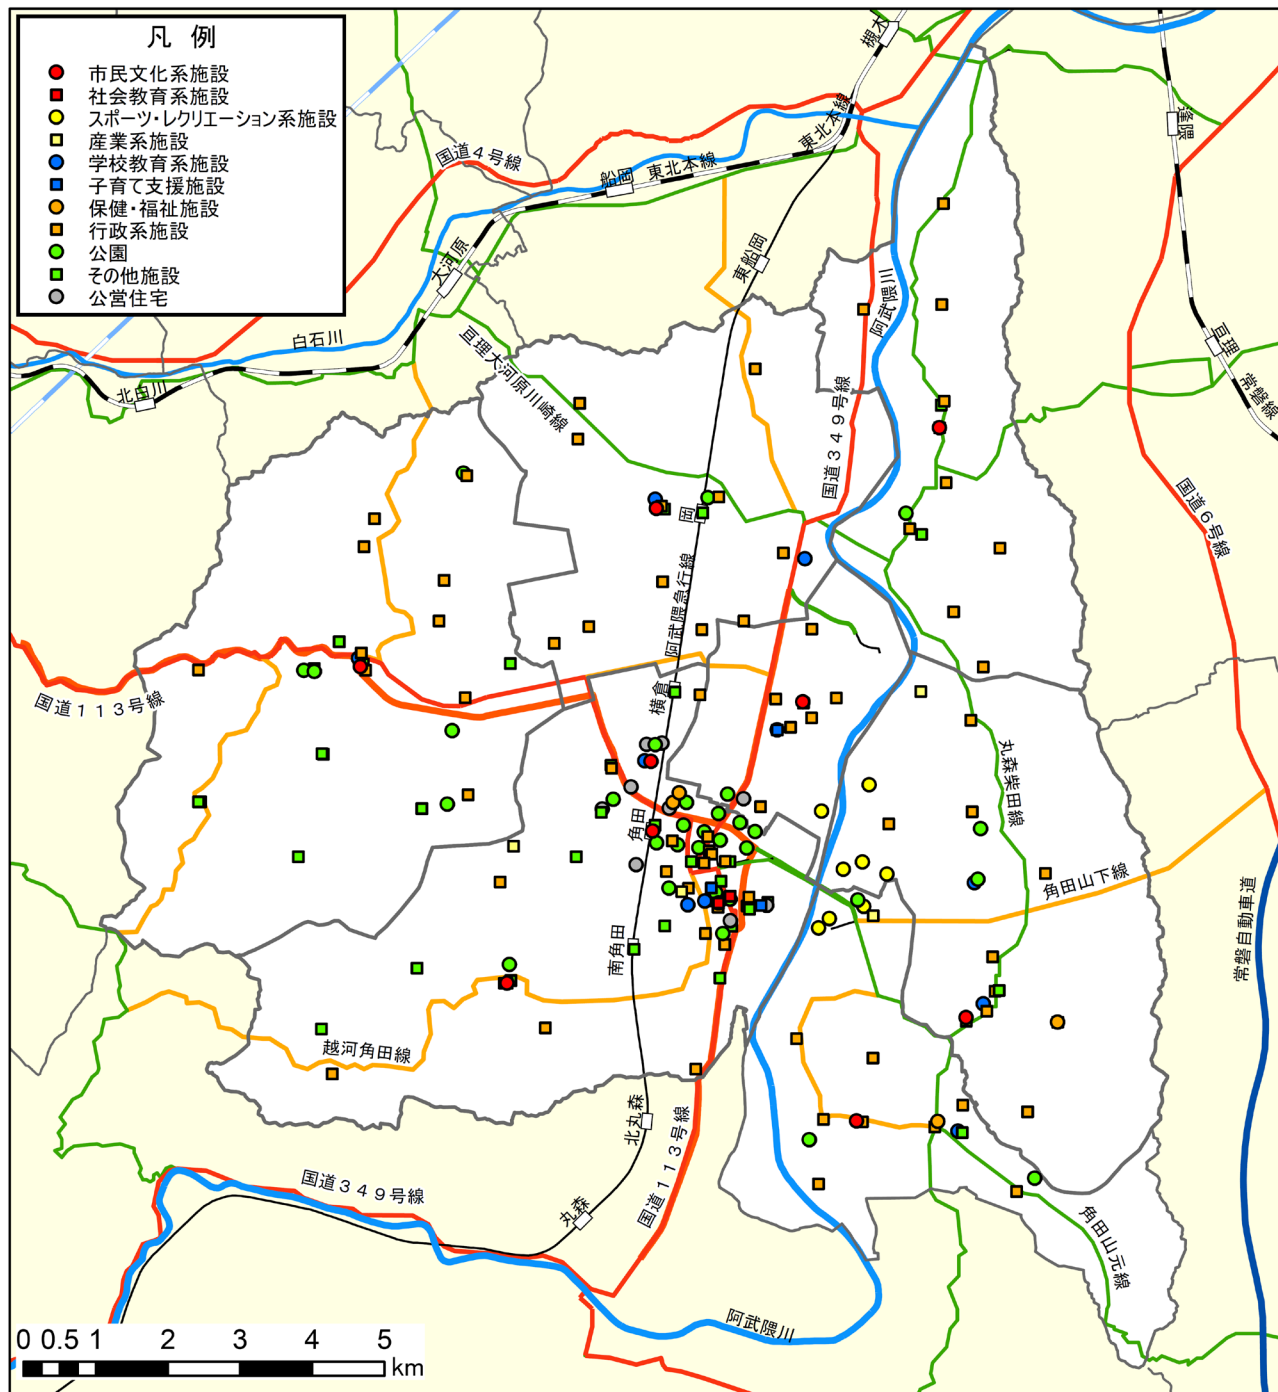 凡 例
市民文化系施設
社会教育系施設
スポーツ・レクリエーション系施設
産業系施設
学校教育系施設
子育て支援施設
保健・福祉施設
行政系施設
公園
その他施設
公営住宅
槻木
逢隈
東北本線
国道4号線
船岡
東北本線
大河原
東船岡
阿武隈川
白石川
亘理
北白川
亘理大河原川崎線
常磐線
国道349号線
岡
国道6号線
阿武隈急行線
横倉
国道113号線
丸森柴田線
角田
角田山下線
南角田
常磐自動車道
越河角田線
北丸森
国道113号線
国道349号線
丸森
角田山元線
阿武隈川
0 0.5 1 2 3 4 5
km